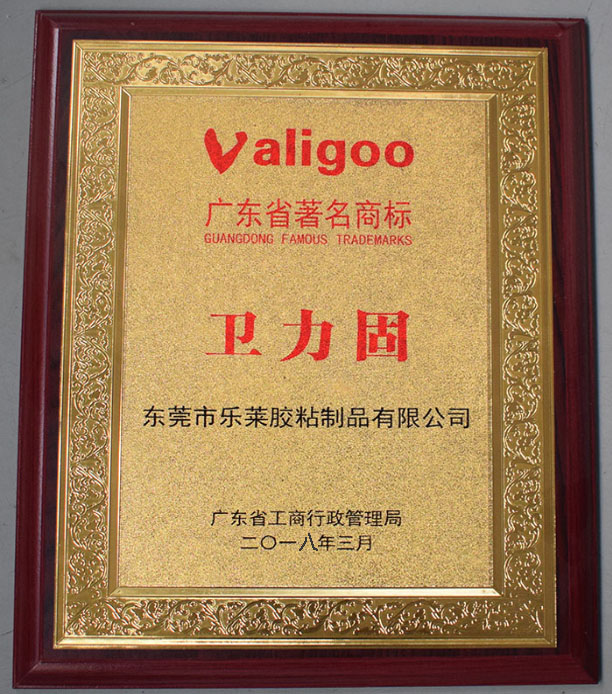 Valigoo
广东省著名商标
GUANGDONG FAMOUS TRADEMARKS
卫力固
东莞市乐莱胶粘制品有限公司
广东省工商行政管理局
二〇一八年三月